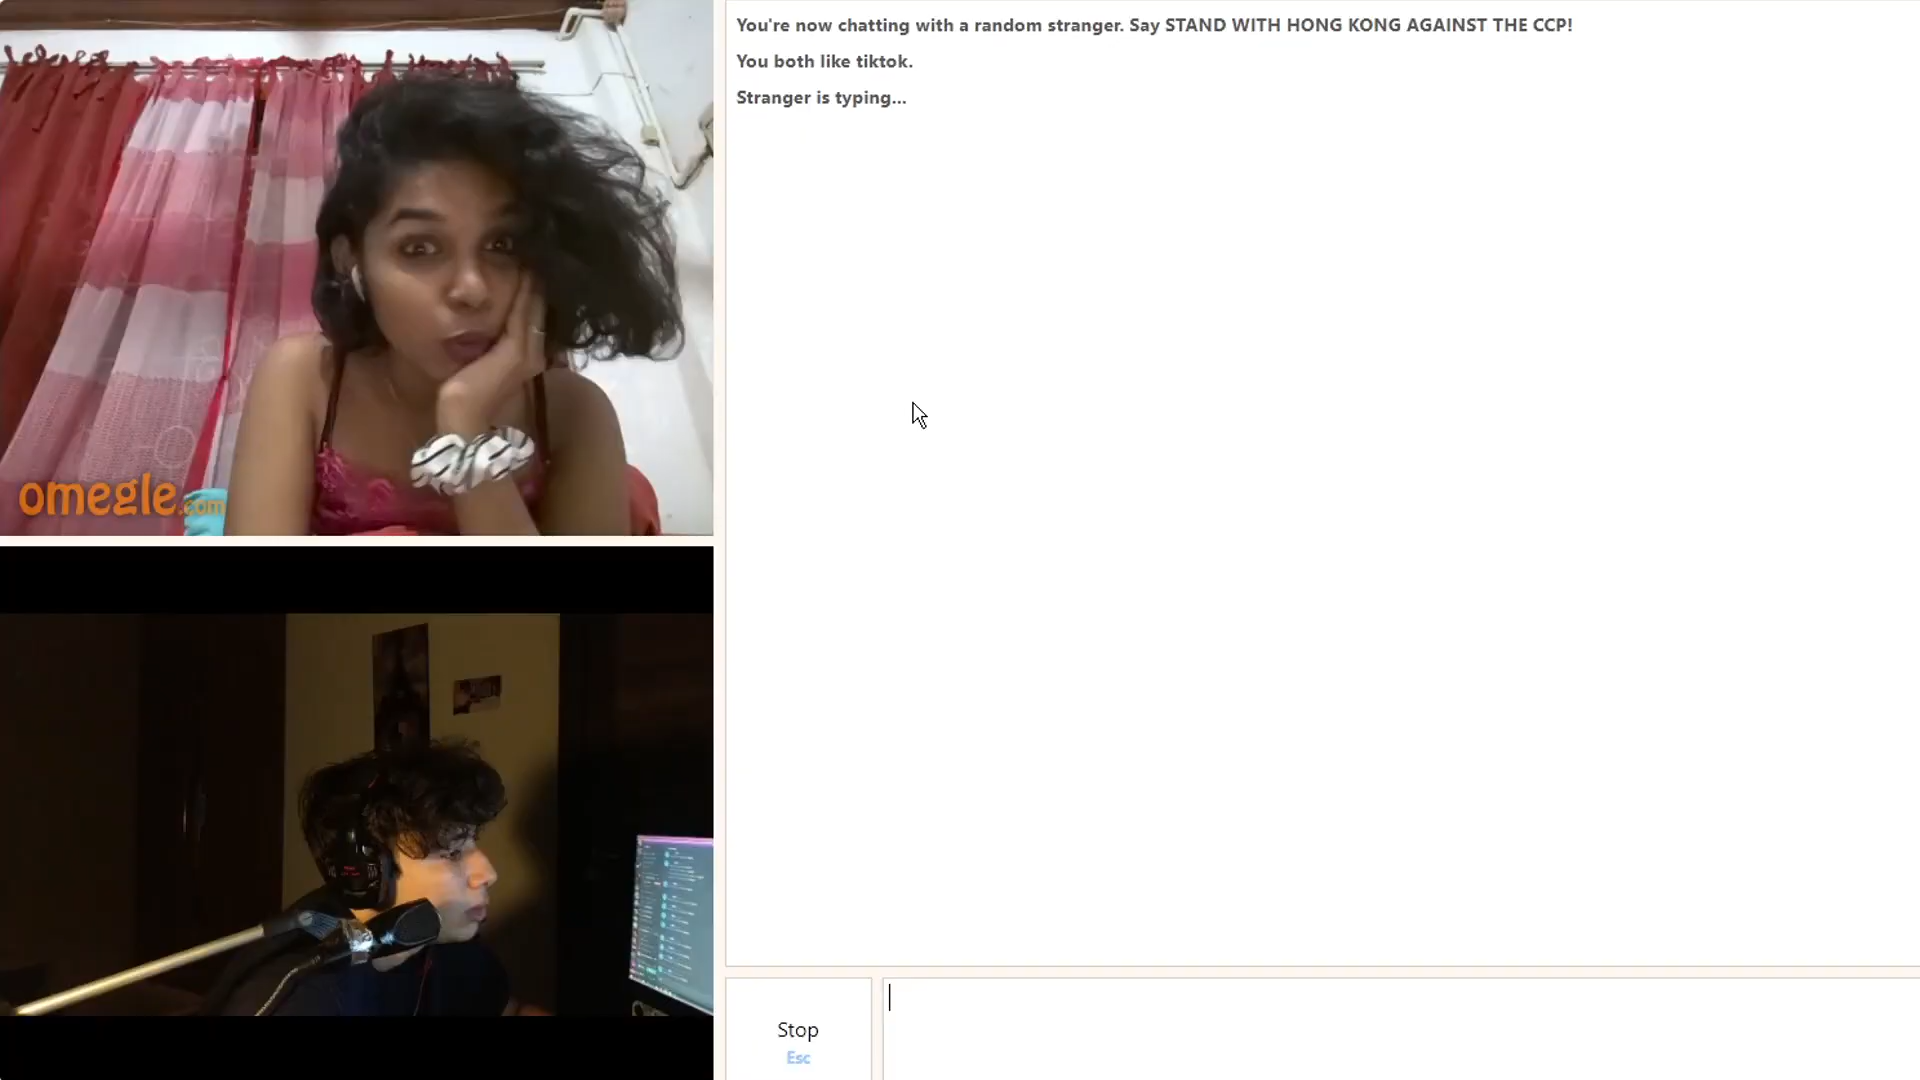 You're now chatting with a random stranger. Say STAND WITH HONG KONG AGAINST THE CCP!
You both like tiktok.
Stranger is typing...
omegle.com
Stop
Esc